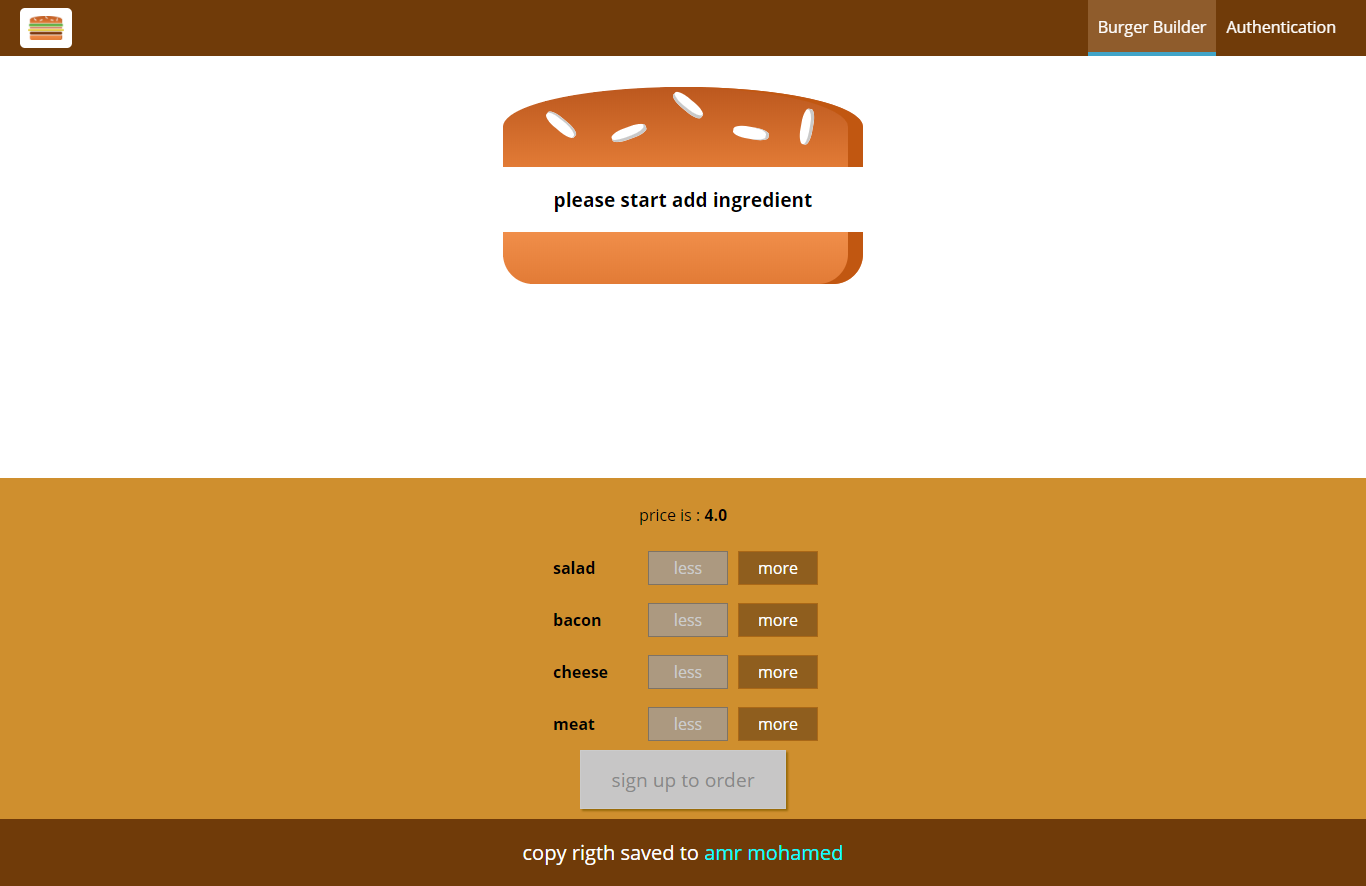 Burger Builder Authentication
please start add ingredient
price is : 4.0
salad less more
bacon less more
cheese less more
meat less more
sign up to order
copy rigth saved to amr mohamed